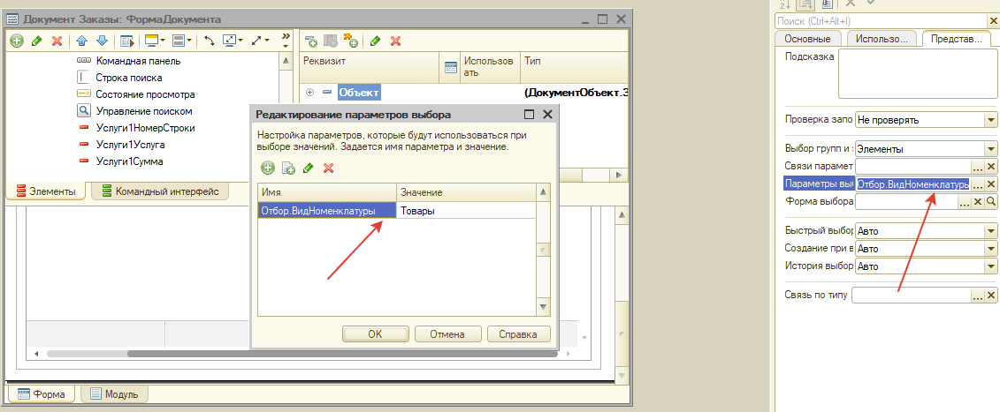 Документ Заказы: ФормаДокумента
Командная панель
Строка поиска
Состояние просмотра
Управление поиском
Услуги1НомерСтроки
Услуги1Услуга
Услуги1Сумма
Элементы
Командный интерфейс
Реквизит
Использов
ать
Тип
Объект
(ДокументОбъект.З
Редактирование параметров выбора
Настройка параметров, которые будут использоваться при
выборе значений. Задается имя параметра и значение.
Имя
Значение
Отбор.ВидНоменклатуры
Товары
ОК
Отмена
Справка
Форма
Модуль
Поиск (Ctrl+Alt+I)
Основные
Использо...
Представ...
Подсказка
Проверка запо
Не проверять
Выбор групп и
Элементы
Связи парамет
Параметры вы
Отбор.ВидНоменклатуры
Форма выбора
Быстрый выбор
Авто
Создание при в
Авто
История выбор
Авто
Связь по типу